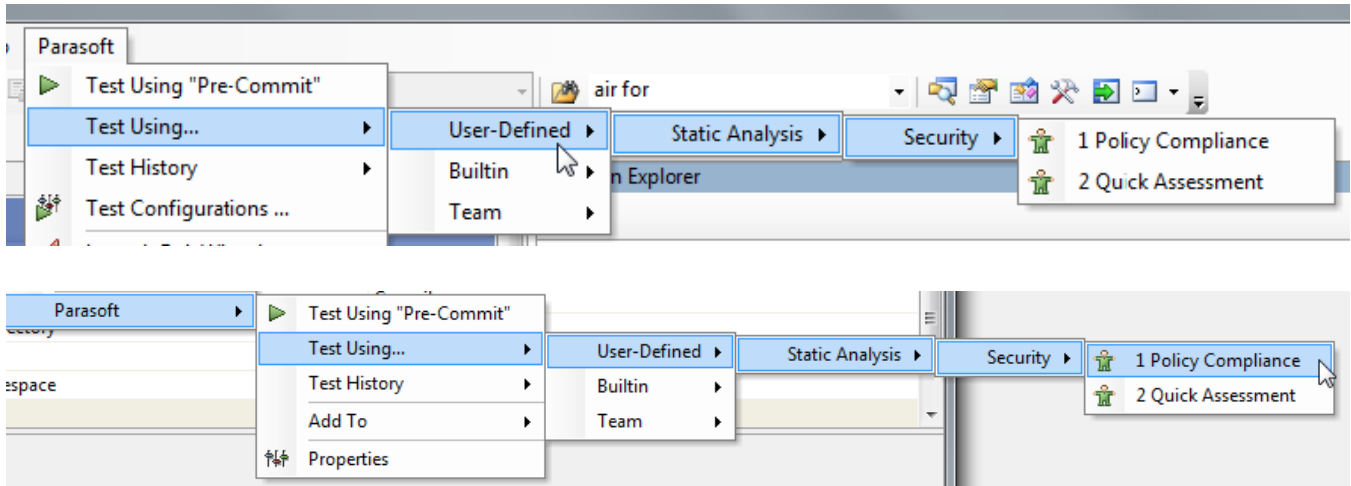 Parasoft
Test Using "Pre-Commit"
air for
Test Using...
User-Defined
Static Analysis
Security
1 Policy Compliance
Test History
Builtin
n Explorer
2 Quick Assessment
Test Configurations ...
Team
Parasoft
Test Using "Pre-Commit"
Test Using...
User-Defined
Static Analysis
Security
1 Policy Compliance
espace
Test History
Builtin
2 Quick Assessment
Add To
Team
Properties